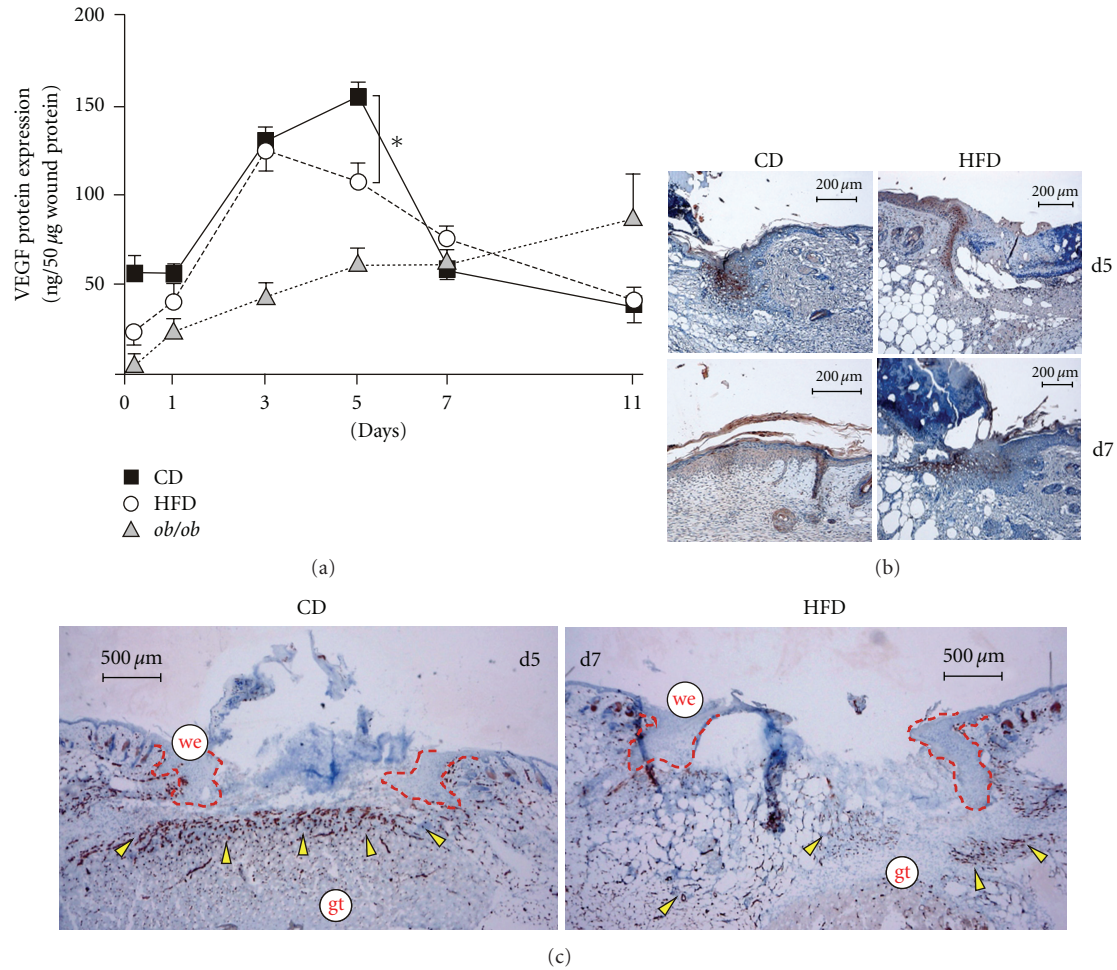 200
150
100
50
VEGF protein expression
(ng/50 μg wound protein)
*
0 1 3 5 7 11
(Days)
CD
HFD
ob/ob
(a)
CD HFD
200 μm 200 μm
d5
200 μm 200 μm
d7
(b)
CD HFD
500 μm d5 d7 500 μm
we we
gt gt
(c)